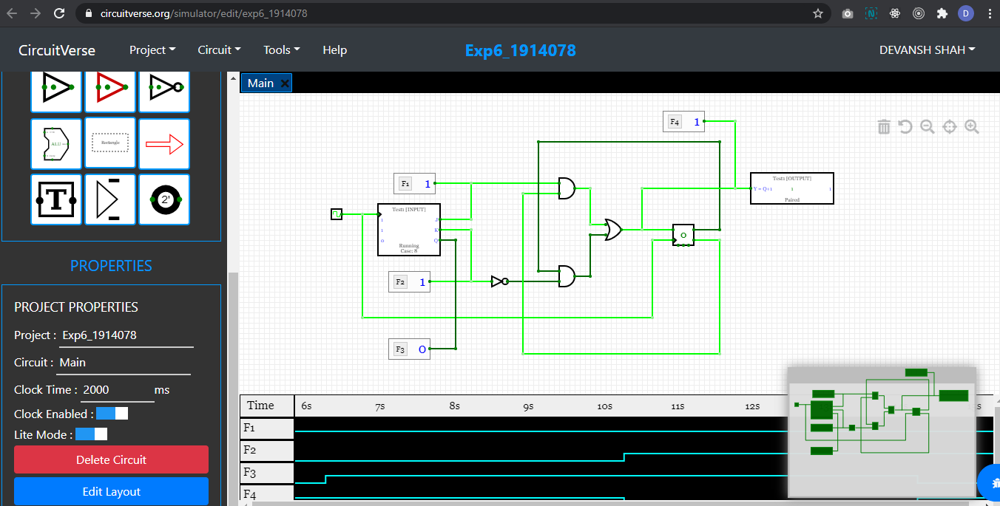 circuitverse.org/simulator/edit/exp6_1914078
N
D
CircuitVerse
Project
Circuit
Tools
Help
Exp6_1914078
DEVANSH SHAH
Main
ALU
Rectangle
T
2'
PROPERTIES
PROJECT PROPERTIES
Project : Exp6_1914078
Circuit : Main
Clock Time : 2000 ms
Clock Enabled :
Lite Mode :
Delete Circuit
Edit Layout
F4 1
F1 1
Test1 [INPUT]
1 J
1 K
0 Q
Running
Case: 8
F2 1
F3 0
0
Test1 [OUTPUT]
Y = Q+1 1 1
Paired
Time 6s 7s 8s 9s 10s 11s 12s
F1
F2
F3
F4